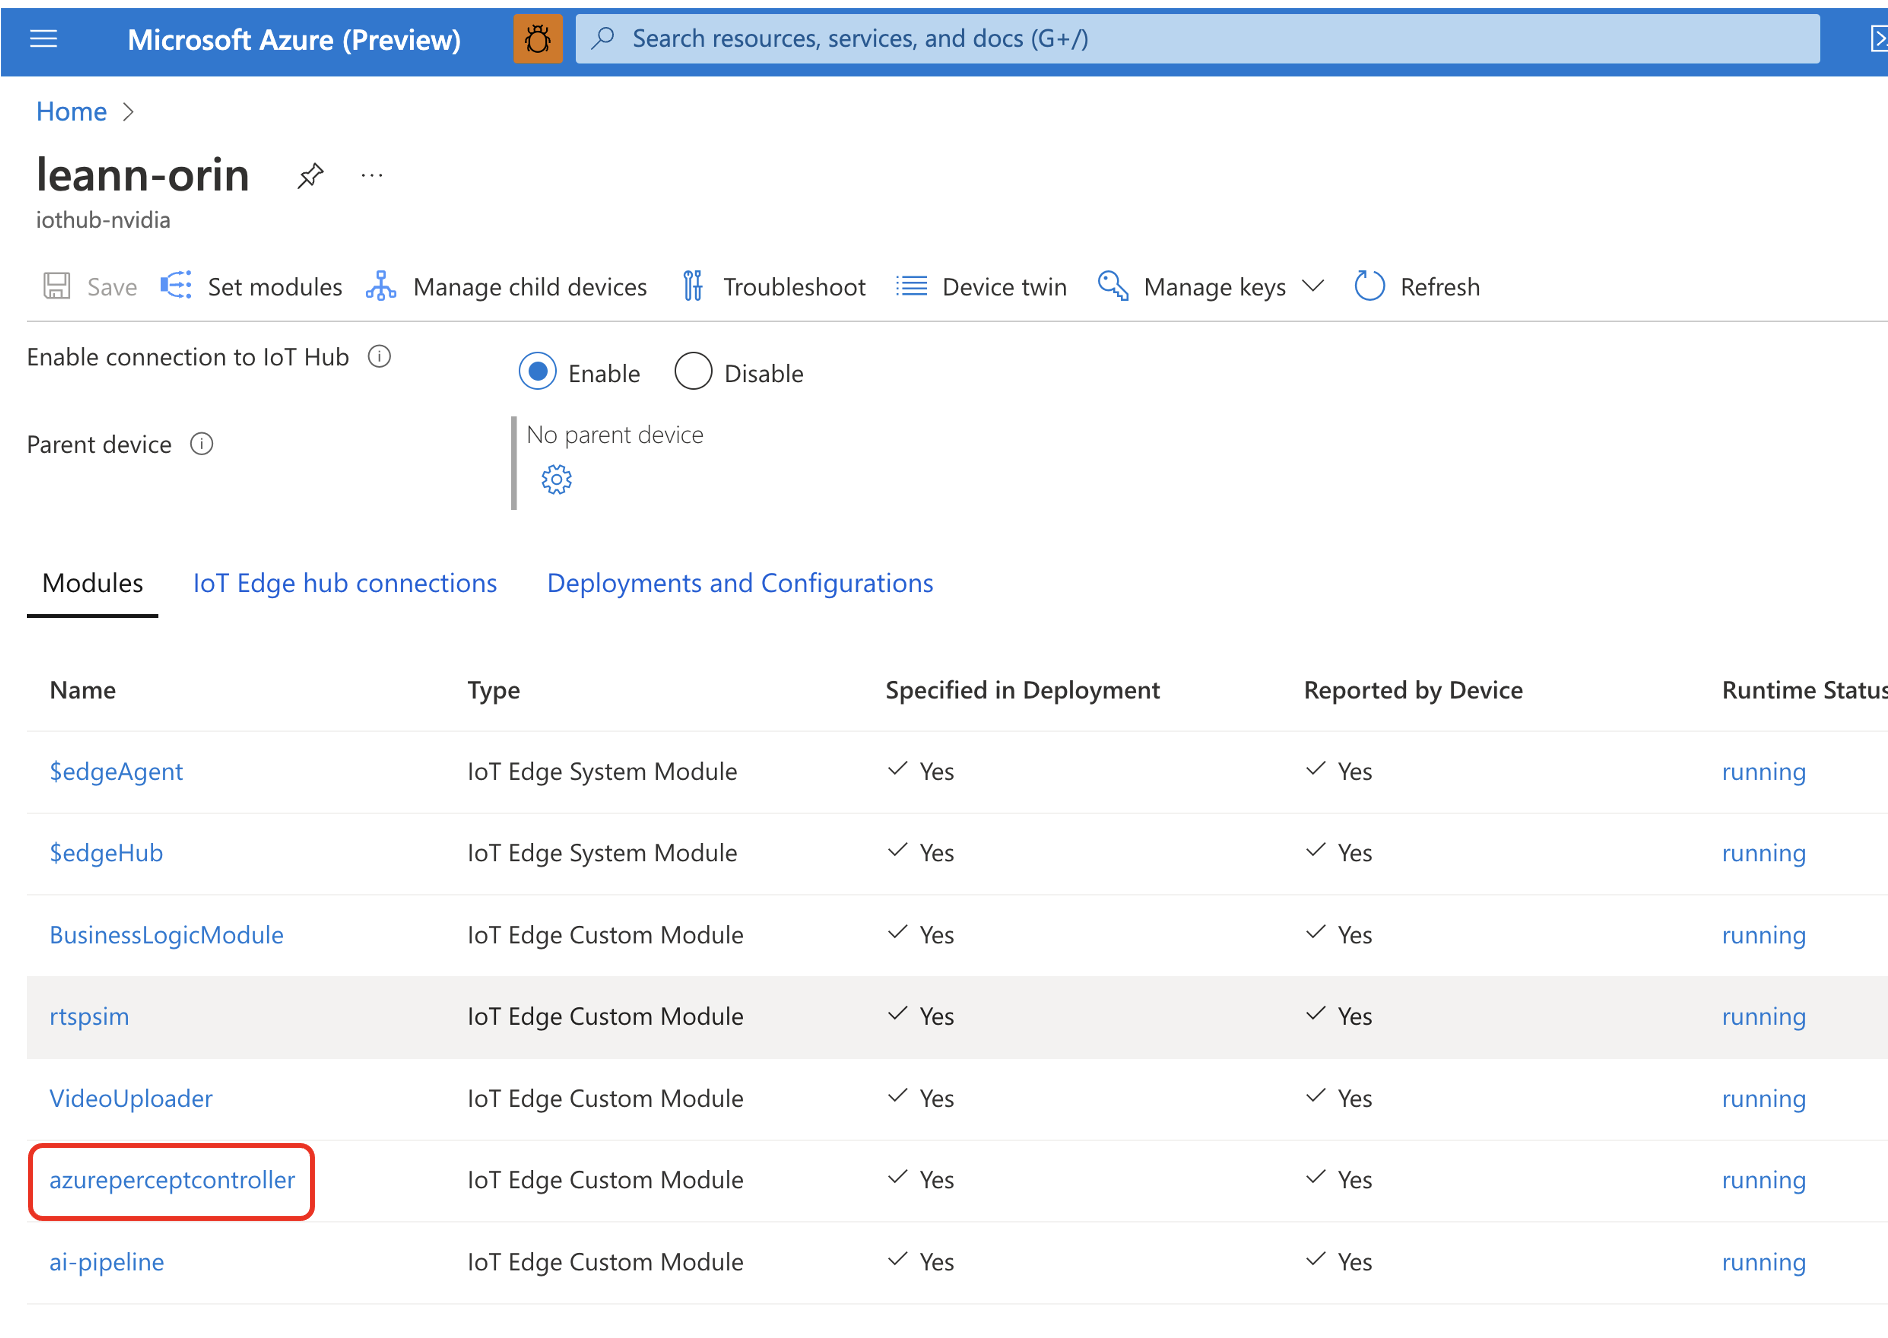 Microsoft Azure (Preview)
Search resources, services, and docs (G+/)
Home
leann-orin
...
iothub-nvidia
Save Set modules Manage child devices Troubleshoot Device twin Manage keys Refresh
Enable connection to IoT Hub
Enable Disable
Parent device
No parent device
Modules IoT Edge hub connections Deployments and Configurations
Name Type Specified in Deployment Reported by Device Runtime Status
$edgeAgent IoT Edge System Module Yes Yes running
$edgeHub IoT Edge System Module Yes Yes running
BusinessLogicModule IoT Edge Custom Module Yes Yes running
rtspsim IoT Edge Custom Module Yes Yes running
VideoUploader IoT Edge Custom Module Yes Yes running
azureperceptcontroller IoT Edge Custom Module Yes Yes running
ai-pipeline IoT Edge Custom Module Yes Yes running